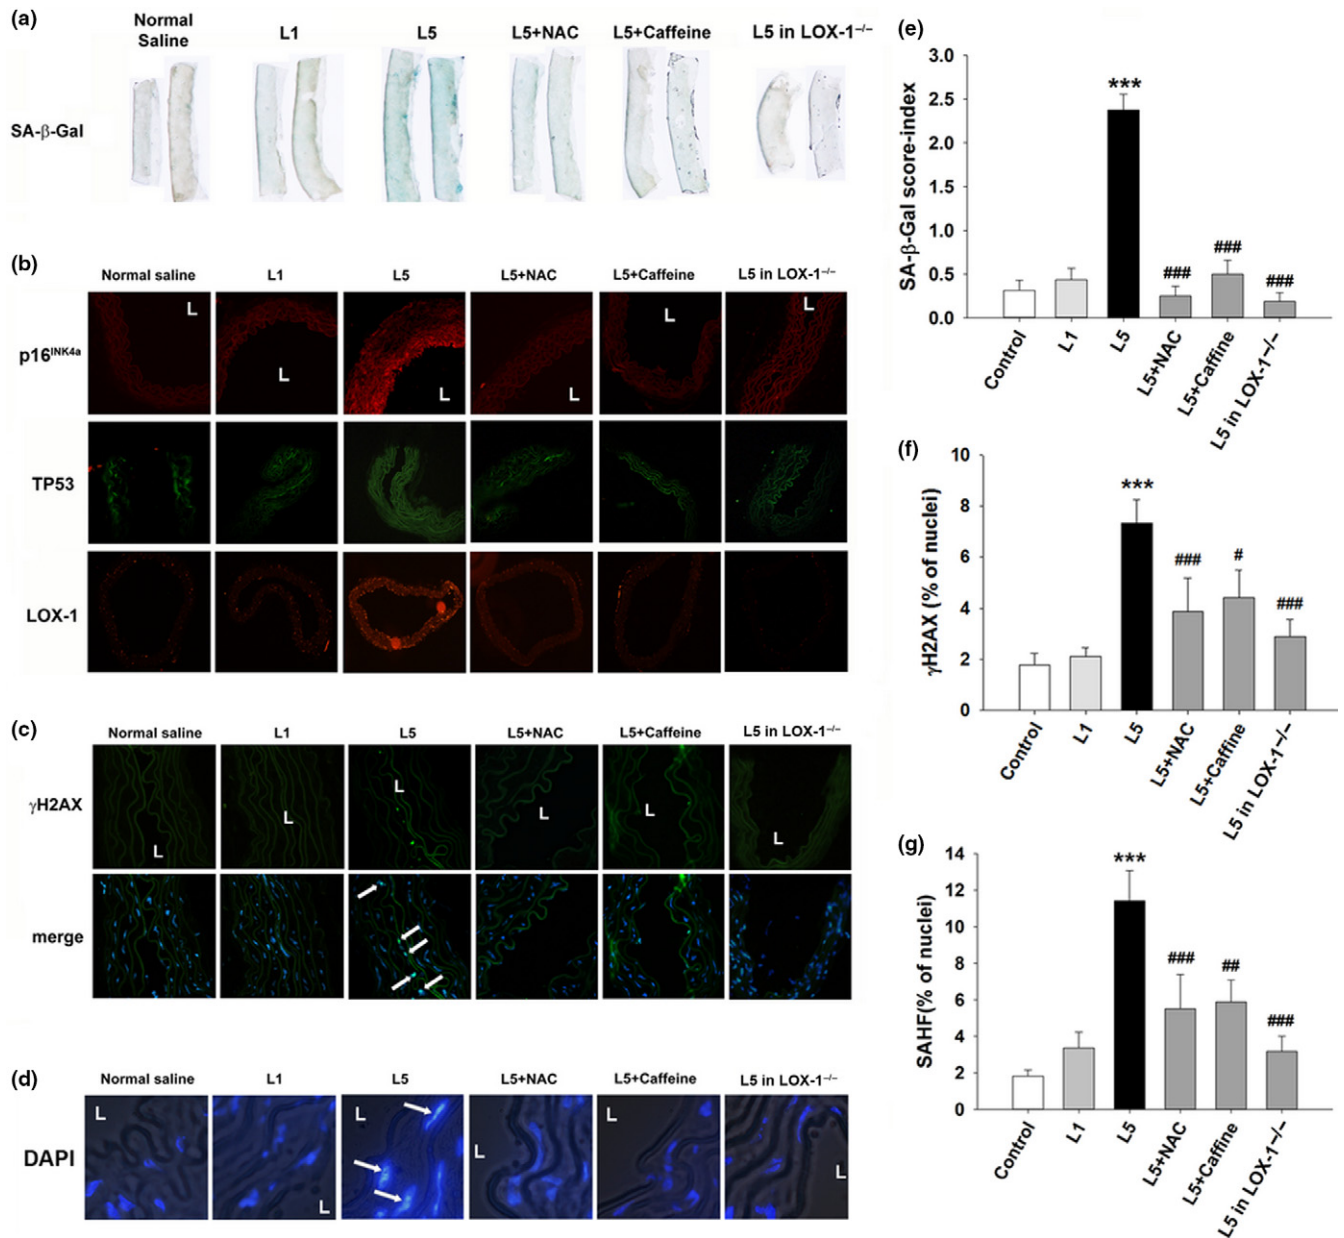 (a)
Normal
Saline
L1
L5
L5+NAC
L5+Caffeine
L5 in LOX-1−/−
SA-β-Gal
(b)
Normal saline
L1
L5
L5+NAC
L5+Caffeine
L5 in LOX-1−/−
p16INK4a
L
L
L
L
L
L
TP53
LOX-1
(c)
Normal saline
L1
L5
L5+NAC
L5+Caffeine
L5 in LOX-1−/−
γH2AX
L
L
L
L
L
L
merge
(d)
Normal saline
L1
L5
L5+NAC
L5+Caffeine
L5 in LOX-1−/−
DAPI
L
L
L
L
L
L
(e)
SA-β-Gal score-index
3.0
2.5
2.0
1.5
1.0
0.5
0.0
***
###
###
###
Control
L1
L5
L5+NAC
L5+Caffine
L5 in LOX-1−/−
(f)
γH2AX (% of nuclei)
10
8
6
4
2
0
***
###
#
###
Control
L1
L5
L5+NAC
L5+Caffine
L5 in LOX-1−/−
(g)
SAHF(% of nuclei)
14
12
10
8
6
4
2
0
***
###
##
###
Control
L1
L5
L5+NAC
L5+Caffine
L5 in LOX-1−/−